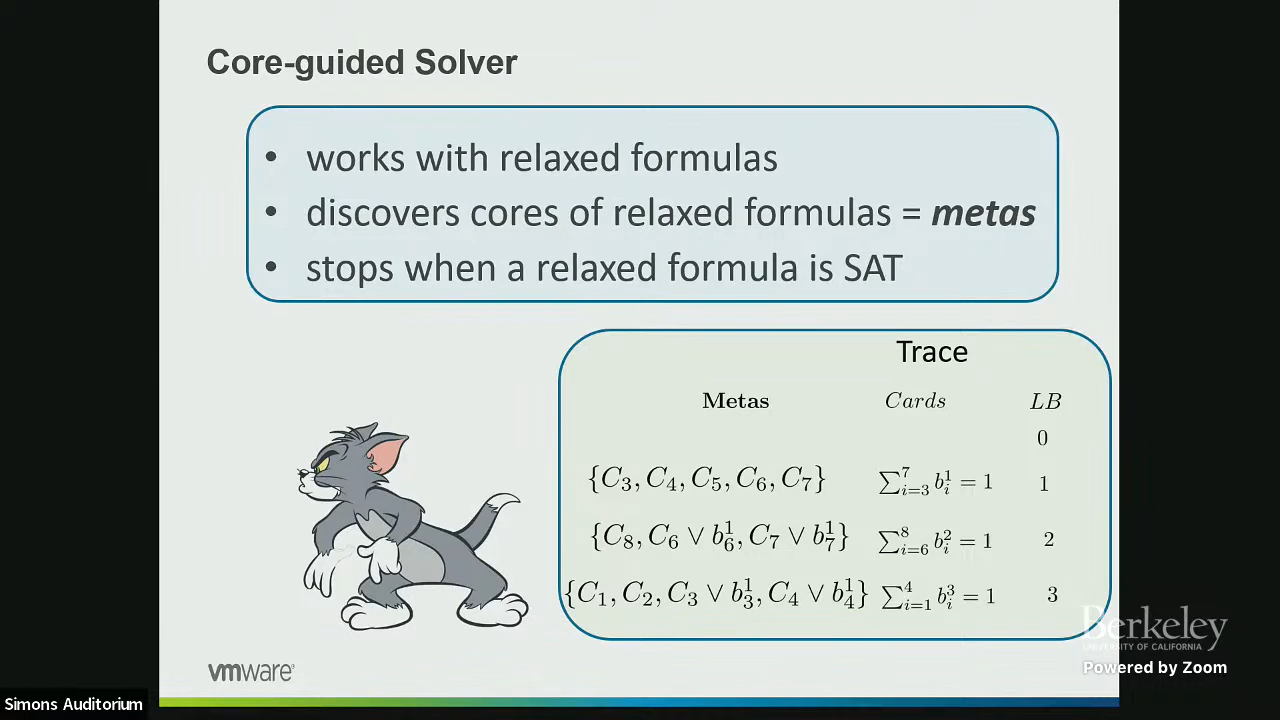 Core-guided Solver
• works with relaxed formulas
• discovers cores of relaxed formulas = metas
• stops when a relaxed formula is SAT
Trace
Metas Cards LB
0
{C₃, C₄, C₅, C₆, C₇} ∑⁷ᵢ₌₃ b¹ᵢ = 1 1
{C₈, C₆ ∨ b¹₆, C₇ ∨ b¹₇} ∑⁸ᵢ₌₆ b²ᵢ = 1 2
{C₁, C₂, C₃ ∨ b¹₃, C₄ ∨ b¹₄} ∑⁴ᵢ₌₁ b³ᵢ = 1 3
Berkeley
UNIVERSITY OF CALIFORNIA
Powered by Zoom
vmware
Simons Auditorium